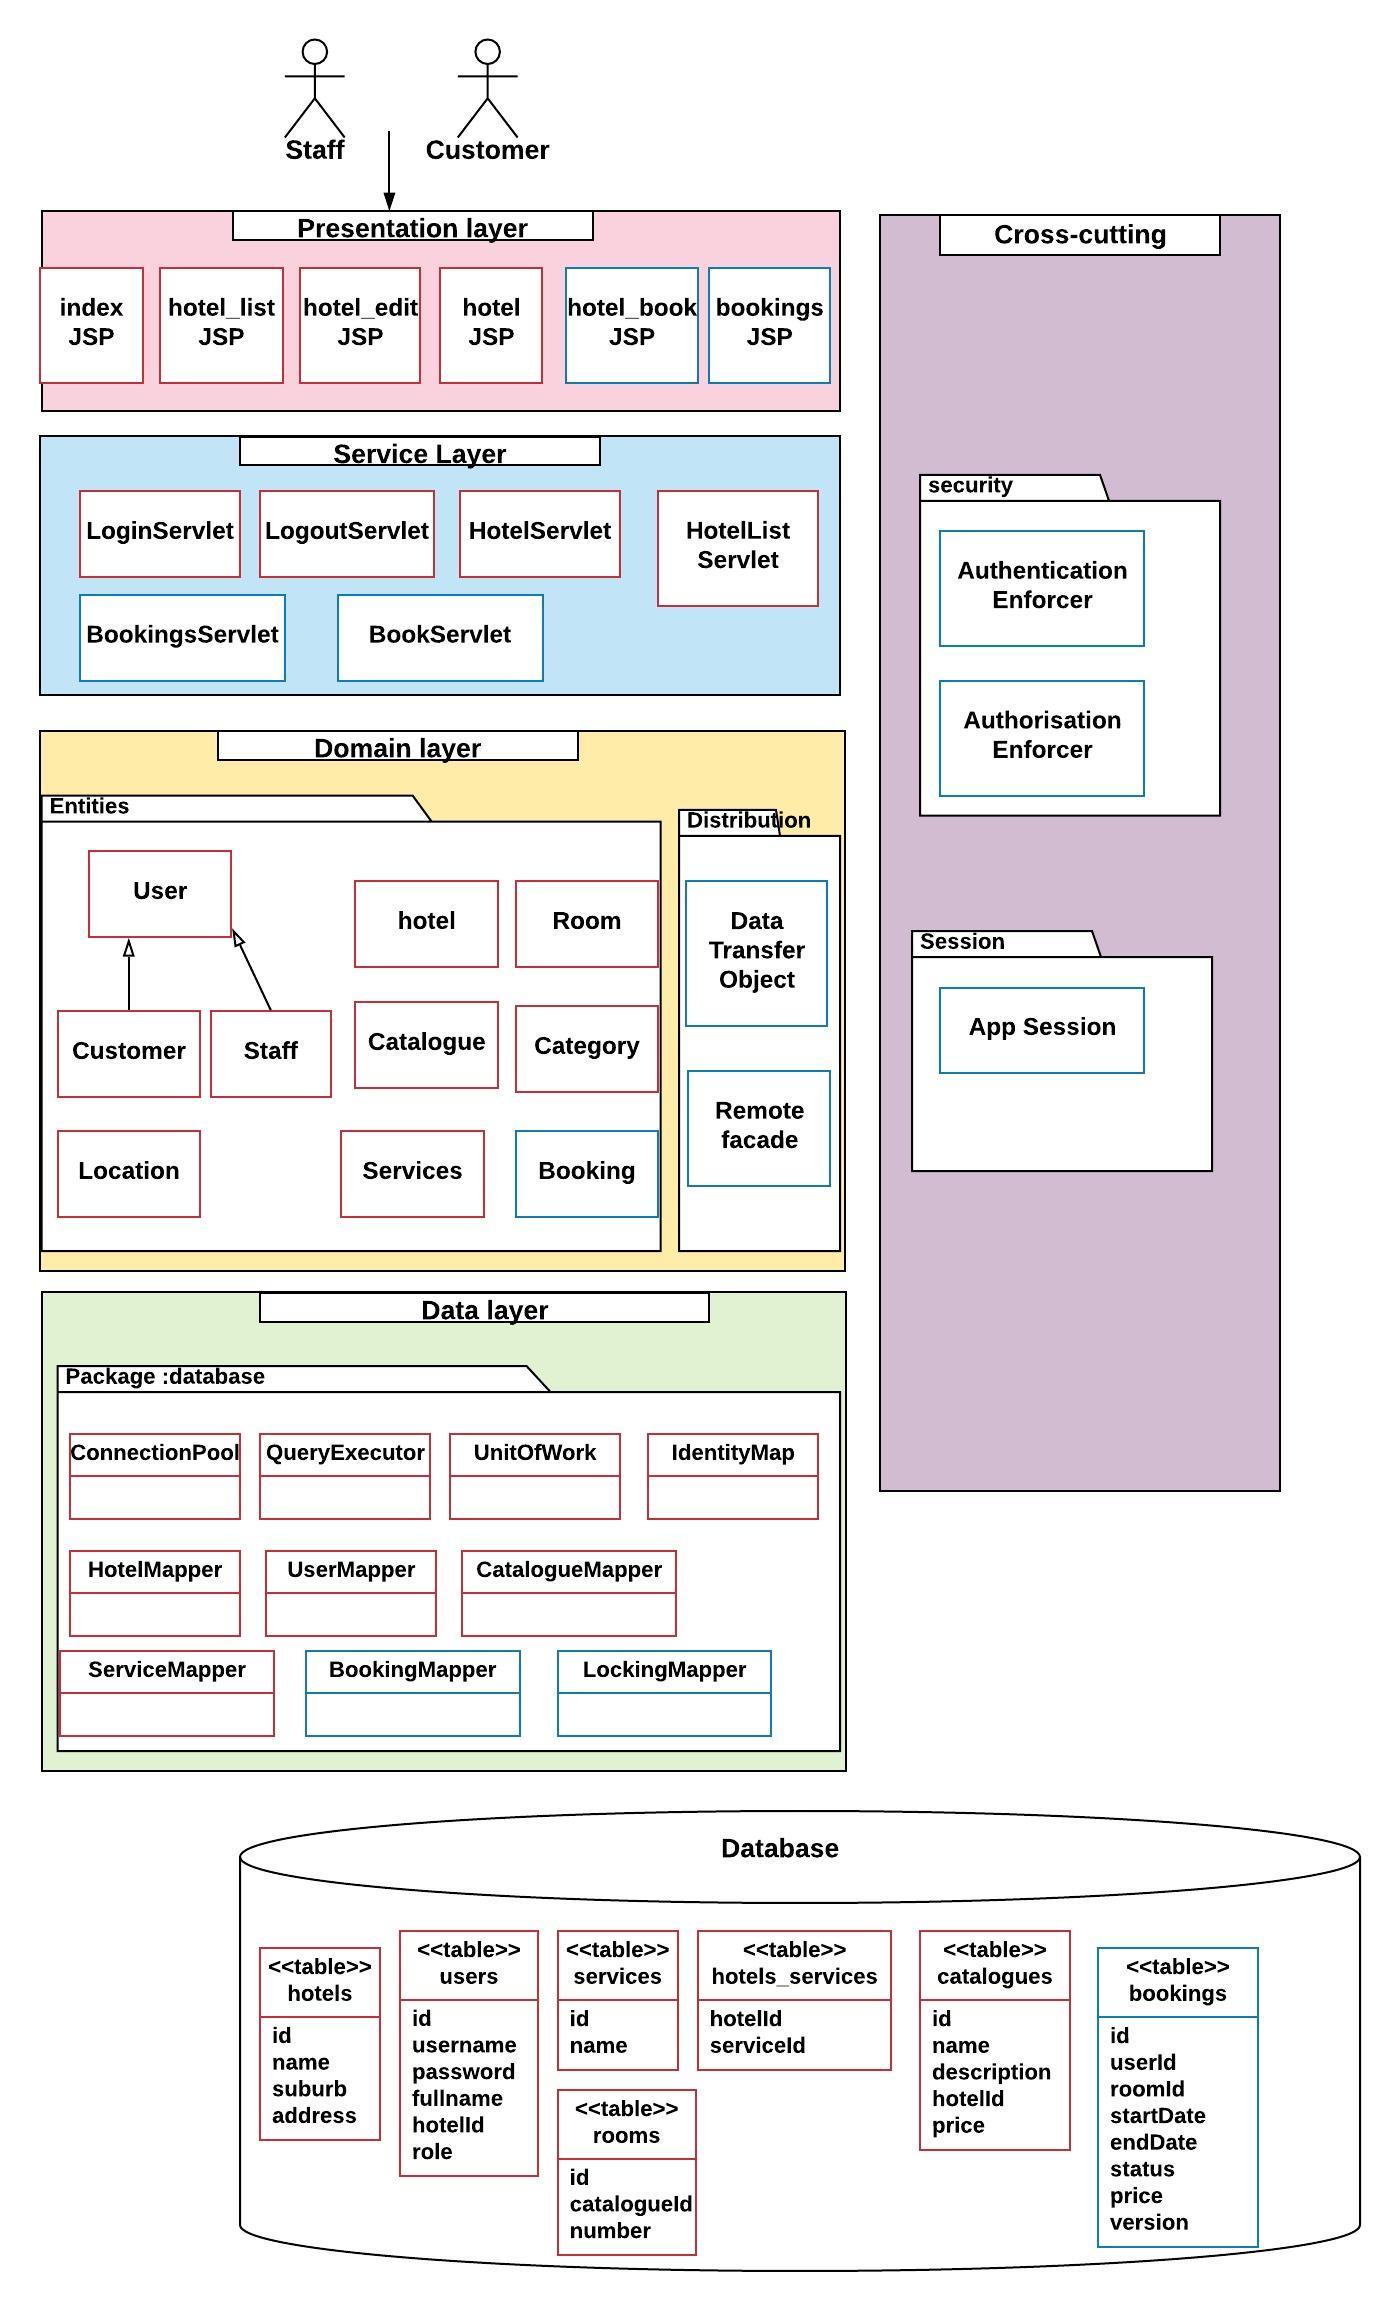 Staff
Customer
Presentation layer
index
JSP
hotel_list
JSP
hotel_edit
JSP
hotel
JSP
hotel_book
JSP
bookings
JSP
Service Layer
LoginServlet
LogoutServlet
HotelServlet
HotelList
Servlet
BookingsServlet
BookServlet
Domain layer
Entities
User
hotel
Room
Customer
Staff
Catalogue
Category
Location
Services
Booking
Distribution
Data
Transfer
Object
Remote
facade
Data layer
Package :database
ConnectionPool
QueryExecutor
UnitOfWork
IdentityMap
HotelMapper
UserMapper
CatalogueMapper
ServiceMapper
BookingMapper
LockingMapper
Cross-cutting
security
Authentication
Enforcer
Authorisation
Enforcer
Session
App Session
Database
<<table>>
hotels
id
name
suburb
address
<<table>>
users
id
username
password
fullname
hotelId
role
<<table>>
services
id
name
<<table>>
rooms
id
catalogueId
number
<<table>>
hotels_services
hotelId
serviceId
<<table>>
catalogues
id
name
description
hotelId
price
<<table>>
bookings
id
userId
roomId
startDate
endDate
status
price
version